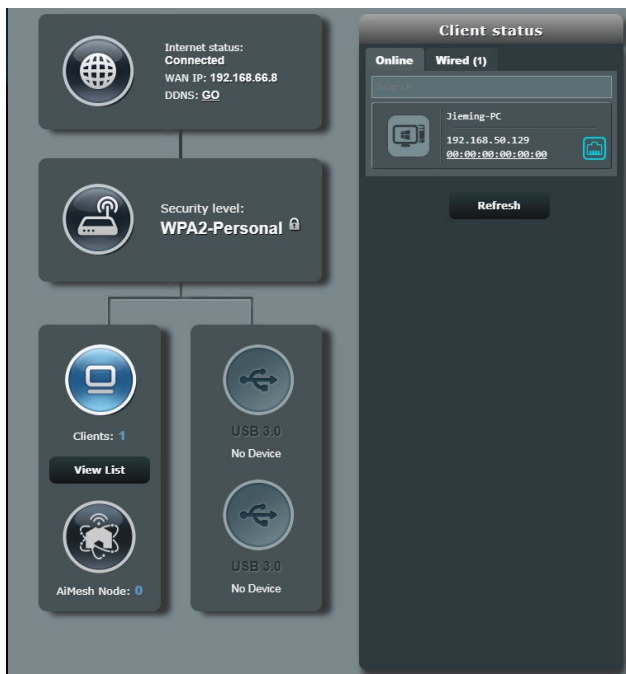 Internet status:
Connected
WAN IP: 192.168.66.8
DDNS: GO
Security level:
WPA2-Personal
Clients: 1
View List
AiMesh Node: 0
USB 3.0
No Device
USB 3.0
No Device
Client status
Online Wired (1)
Search
Jieming-PC
192.168.50.129
00:00:00:00:00:00
Refresh